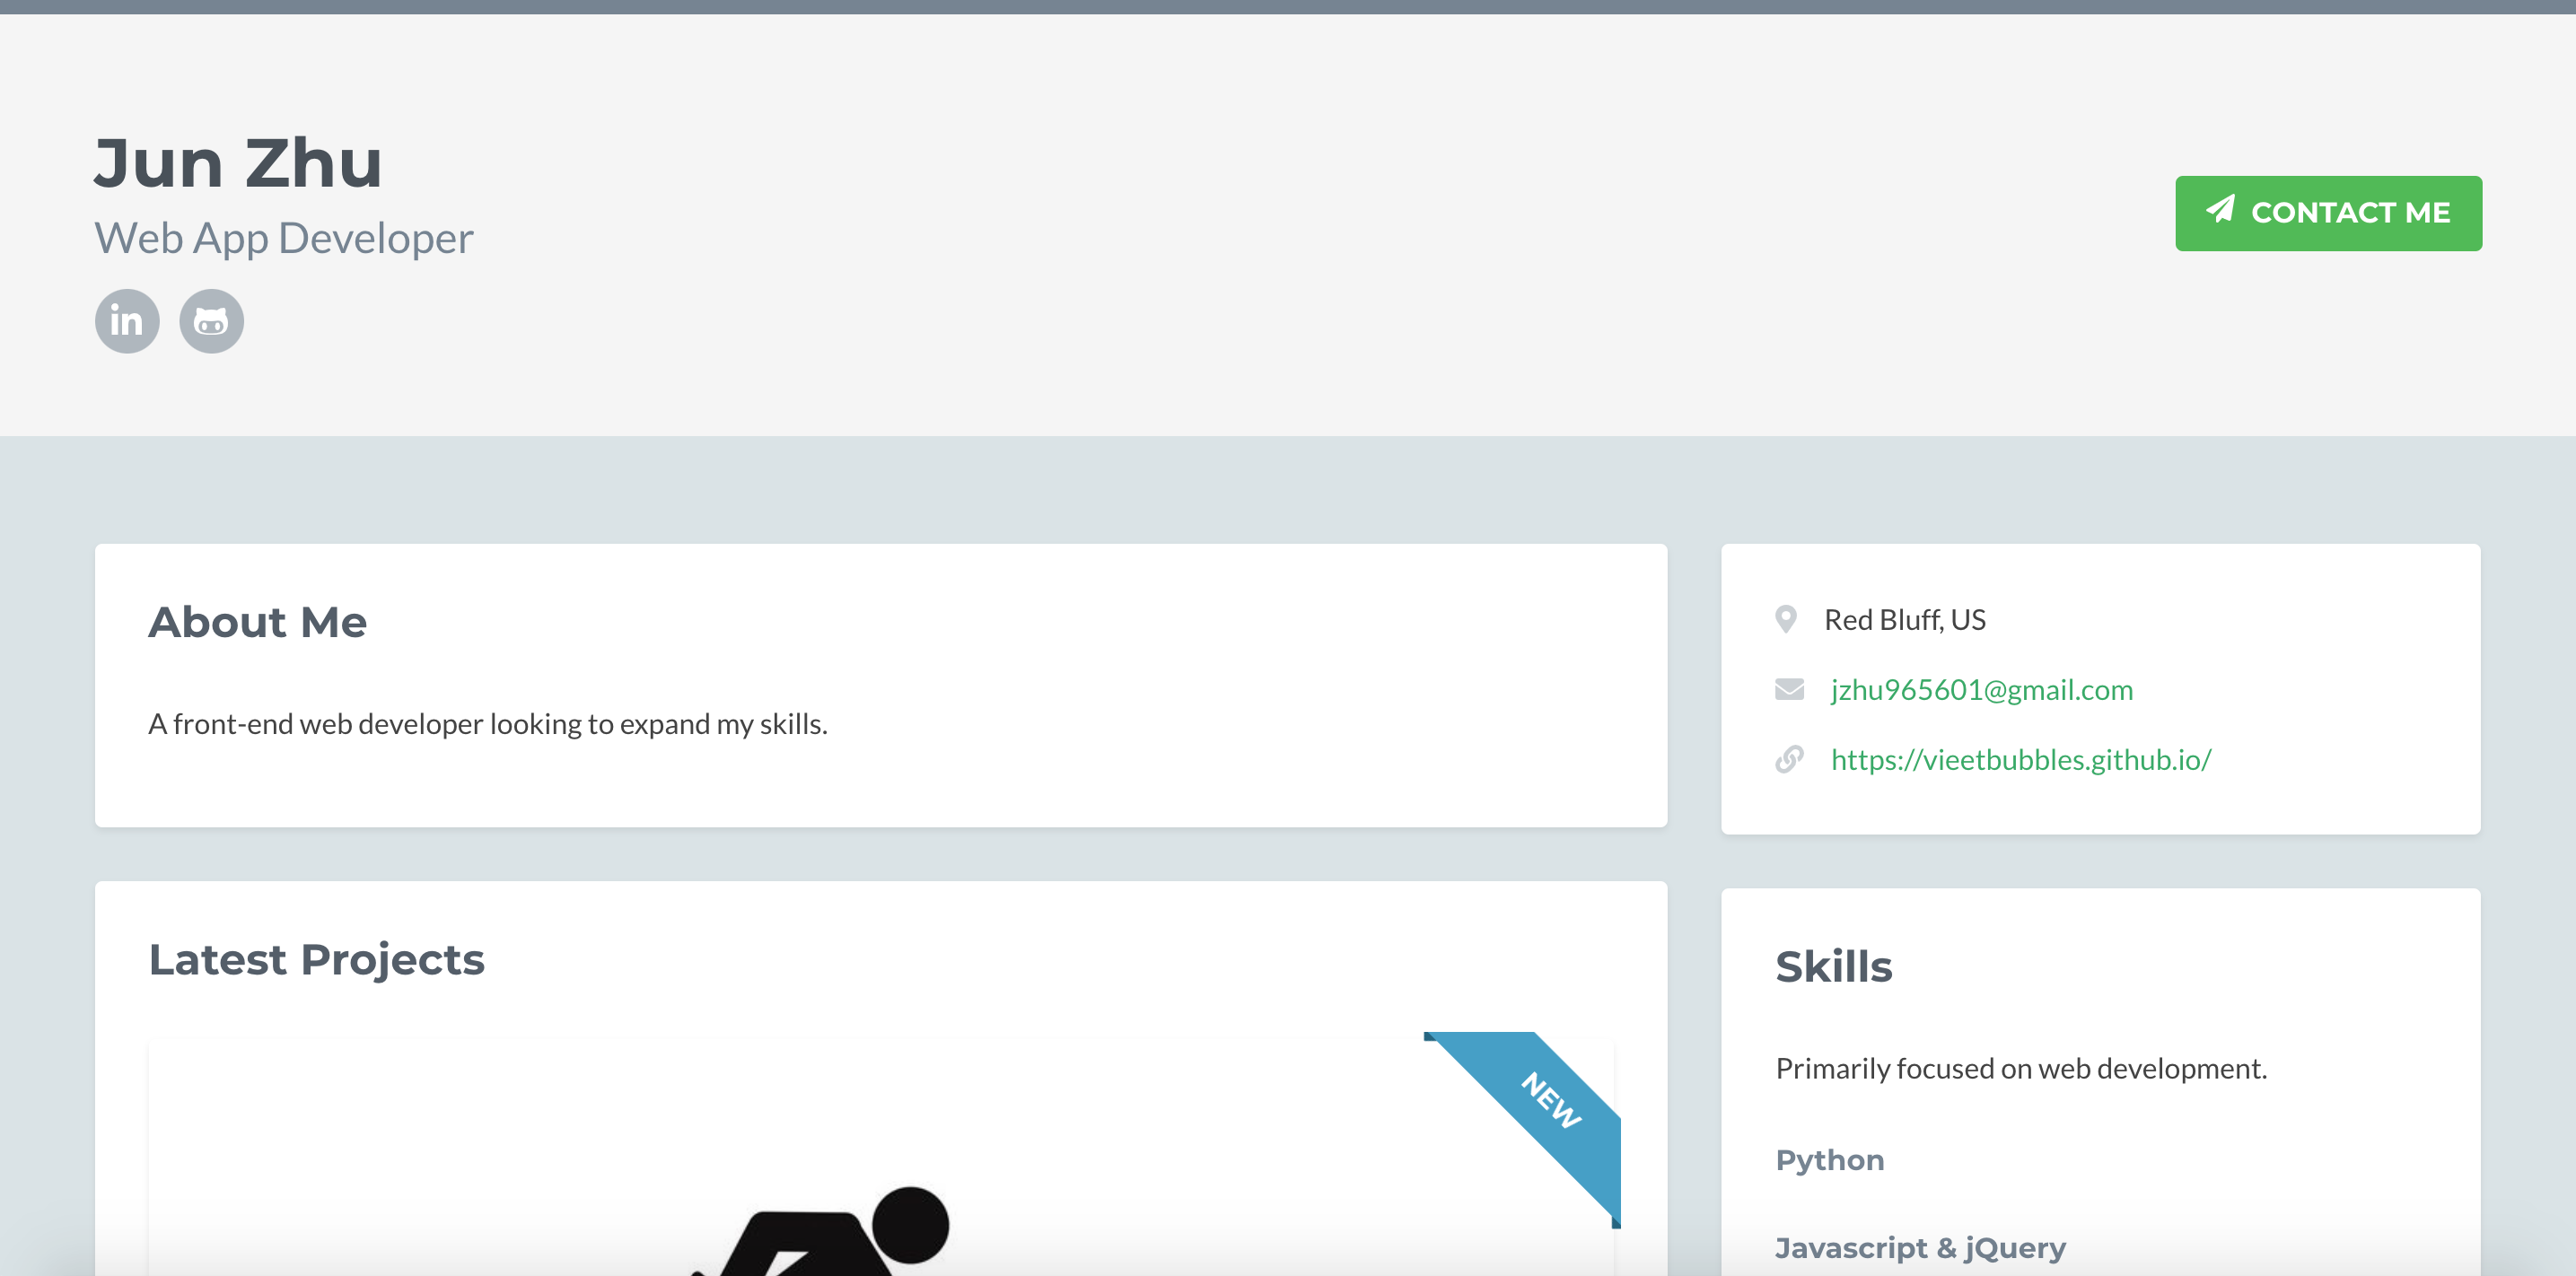 Jun Zhu
Web App Developer
in
CONTACT ME
About Me
A front-end web developer looking to expand my skills.
Red Bluff, US
jzhu965601@gmail.com
https://vieetbubbles.github.io/
Latest Projects
NEW
Skills
Primarily focused on web development.
Python
Javascript & jQuery